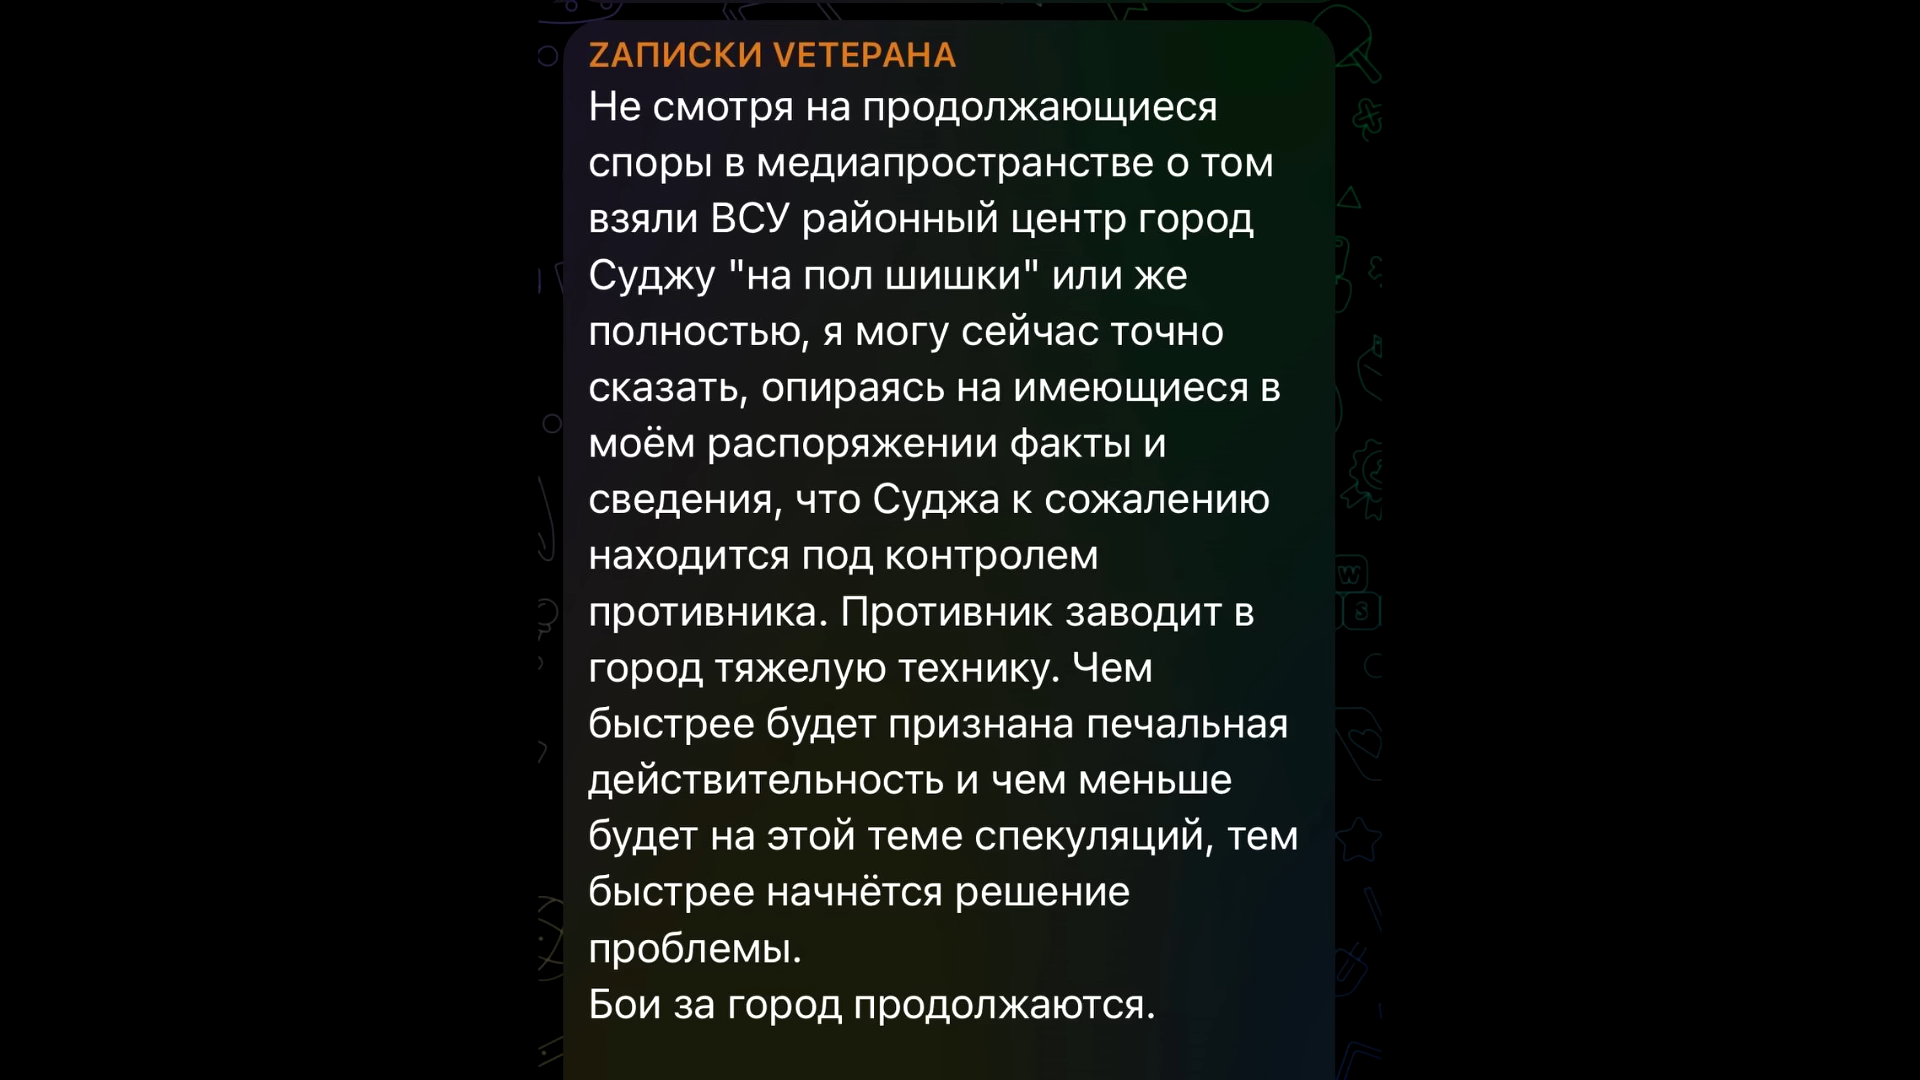 ZАПИСКИ VЕТЕРАНА
Не смотря на продолжающиеся
споры в медиапространстве о том
взяли ВСУ районный центр город
Суджу "на пол шишки" или же
полностью, я могу сейчас точно
сказать, опираясь на имеющиеся в
моём распоряжении факты и
сведения, что Суджа к сожалению
находится под контролем
противника. Противник заводит в
город тяжелую технику. Чем
быстрее будет признана печальная
действительность и чем меньше
будет на этой теме спекуляций, тем
быстрее начнётся решение
проблемы.
Бои за город продолжаются.
W
S